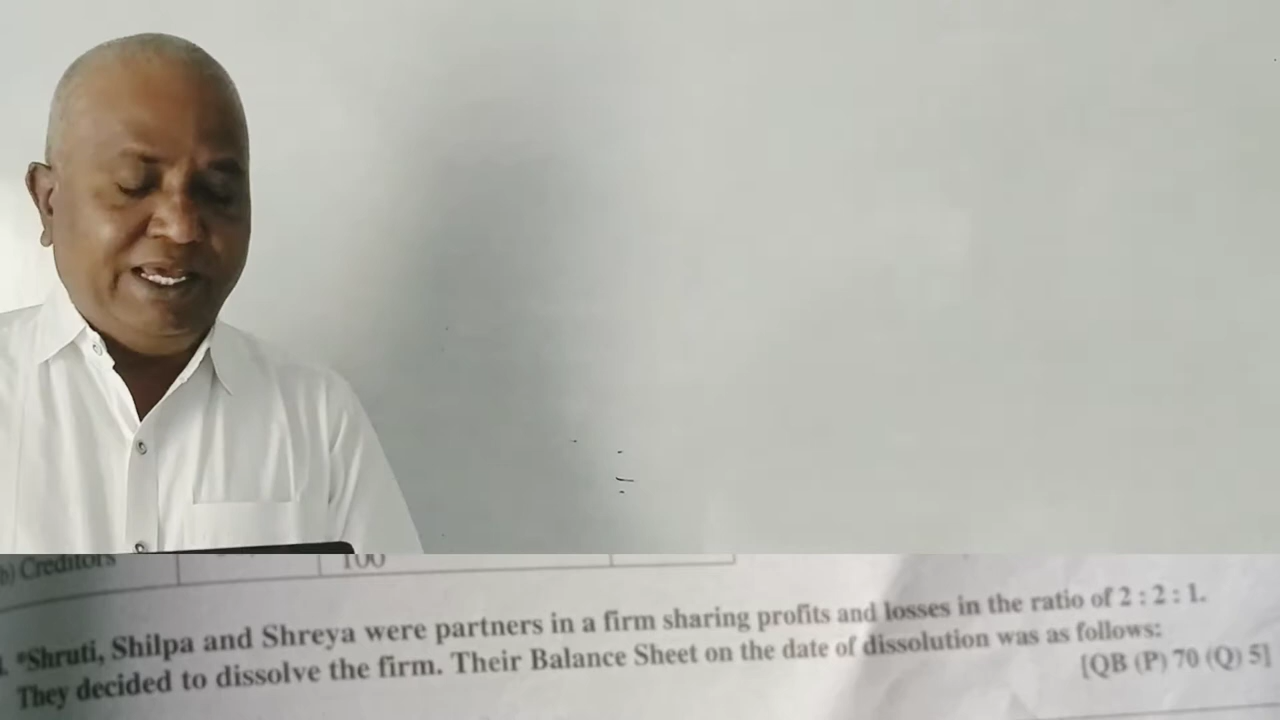 b) Creditors 100
*Shruti, Shilpa and Shreya were partners in a firm sharing profits and losses in the ratio of 2 : 2 : 1.
They decided to dissolve the firm. Their Balance Sheet on the date of dissolution was as follows:
[QB (P) 70 (Q) 5]